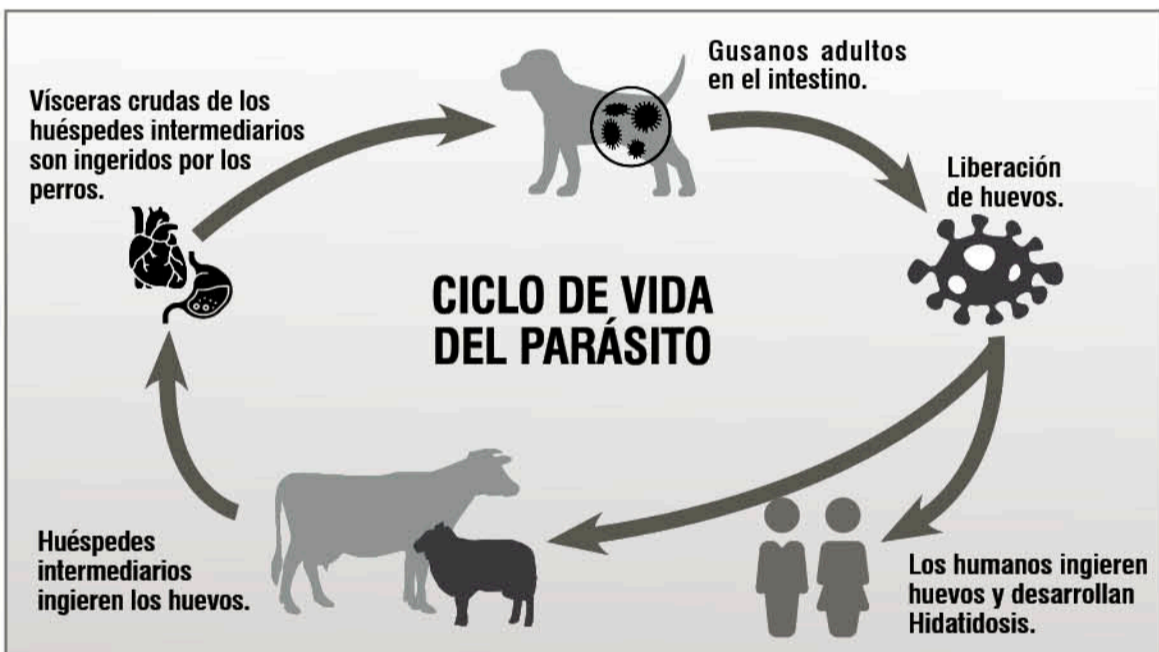 Gusanos adultos
en el intestino.
Vísceras crudas de los
huéspedes intermediarios
son ingeridos por los
perros.
Liberación
de huevos.
CICLO DE VIDA
DEL PARÁSITO
Huéspedes
intermediarios
ingieren los huevos.
Los humanos ingieren
huevos y desarrollan
Hidatidosis.